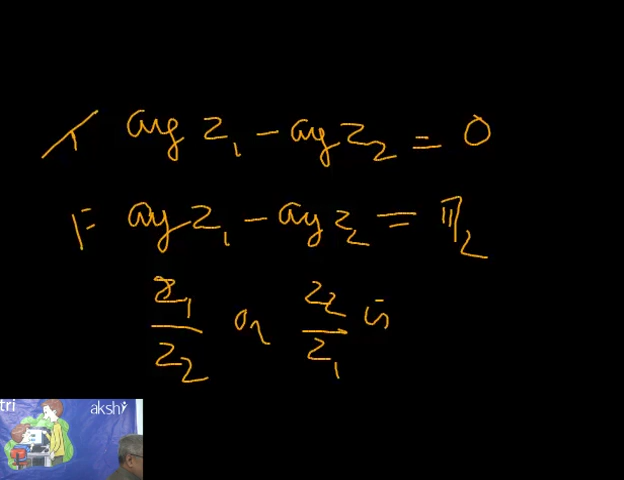 T arg z₁ - arg z₂ = 0
F arg z₁ - arg z₂ = π/2
z₁/z₂ or z₂/z₁ is
tri akshi